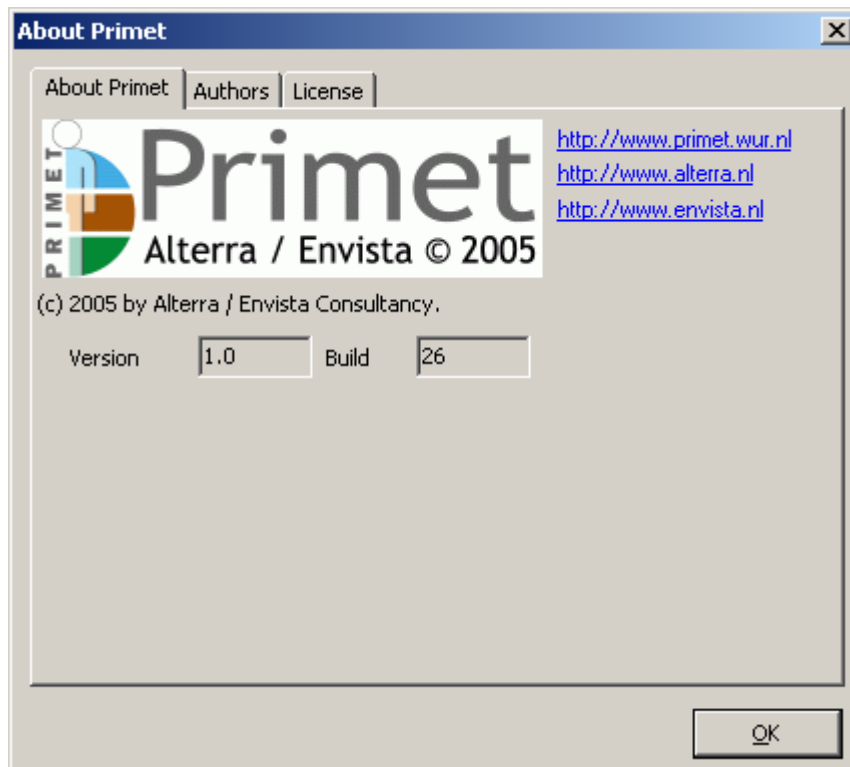 About Primet
About Primet Authors License
PRIMET
Primet
Alterra / Envista © 2005
http://www.primet.wur.nl
http://www.alterra.nl
http://www.envista.nl
(c) 2005 by Alterra / Envista Consultancy.
Version 1.0 Build 26
OK